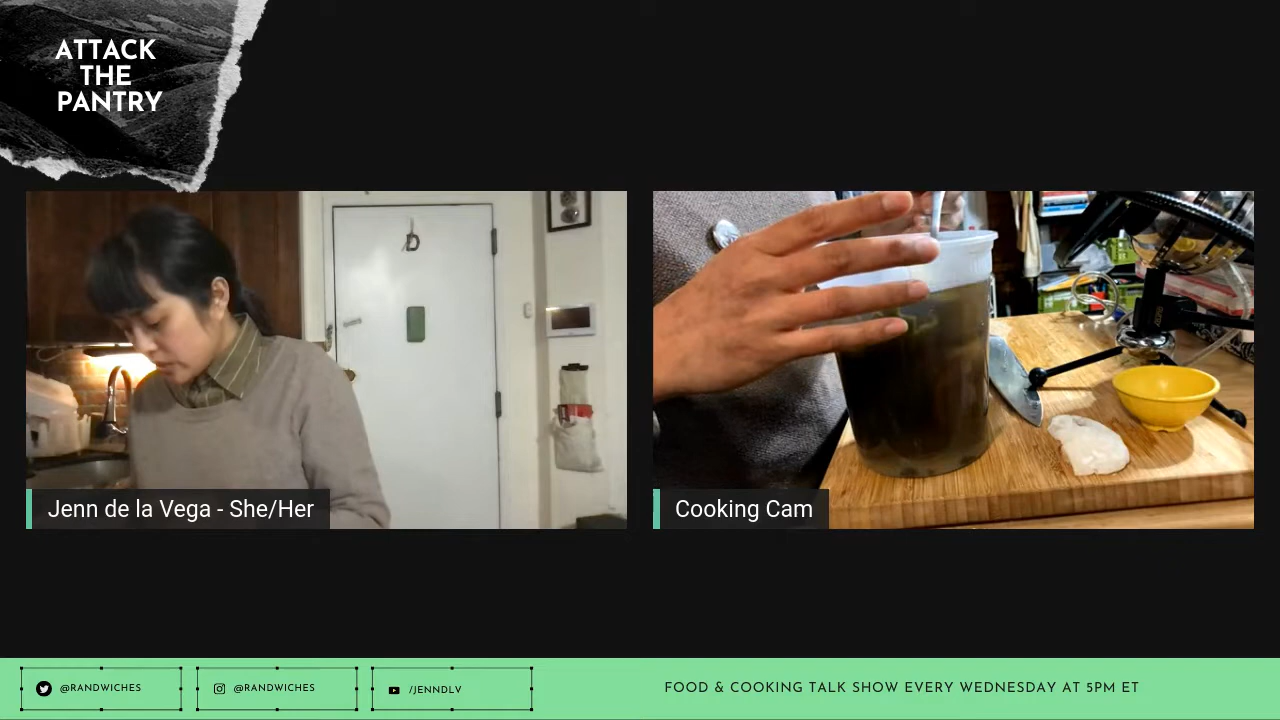 ATTACK
THE
PANTRY
D
Jenn de la Vega - She/Her
Cooking Cam
@RANDWICHES
@RANDWICHES
/JENNDLV
FOOD & COOKING TALK SHOW EVERY WEDNESDAY AT 5PM ET